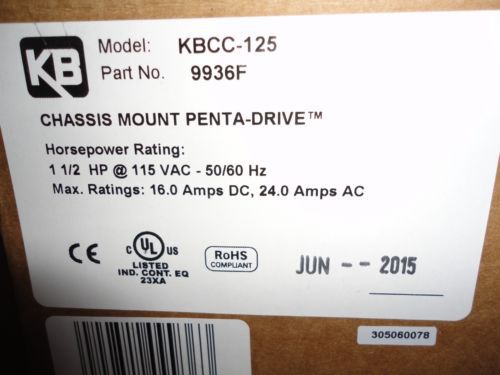 KB
Model: KBCC-125
Part No. 9936F
CHASSIS MOUNT PENTA-DRIVE™
Horsepower Rating:
1 1/2 HP @ 115 VAC - 50/60 Hz
Max. Ratings: 16.0 Amps DC, 24.0 Amps AC
CE
C UL US
LISTED
IND. CONT. EQ
23XA
RoHS
COMPLIANT
JUN -- 2015
305060078